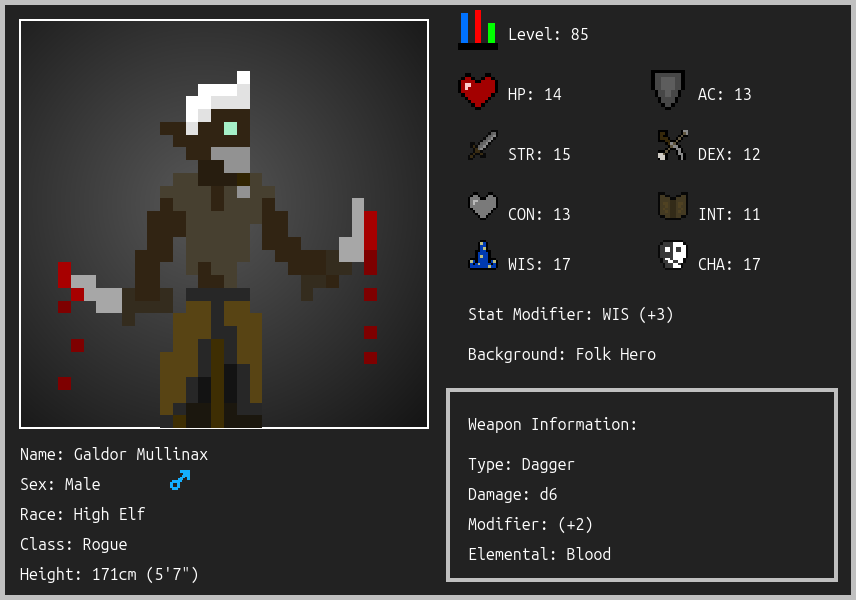 Level: 85
HP: 14
AC: 13
STR: 15
DEX: 12
CON: 13
INT: 11
WIS: 17
CHA: 17
Stat Modifier: WIS (+3)
Background: Folk Hero
Weapon Information:
Type: Dagger
Damage: d6
Modifier: (+2)
Elemental: Blood
Name: Galdor Mullinax
Sex: Male
Race: High Elf
Class: Rogue
Height: 171cm (5'7")